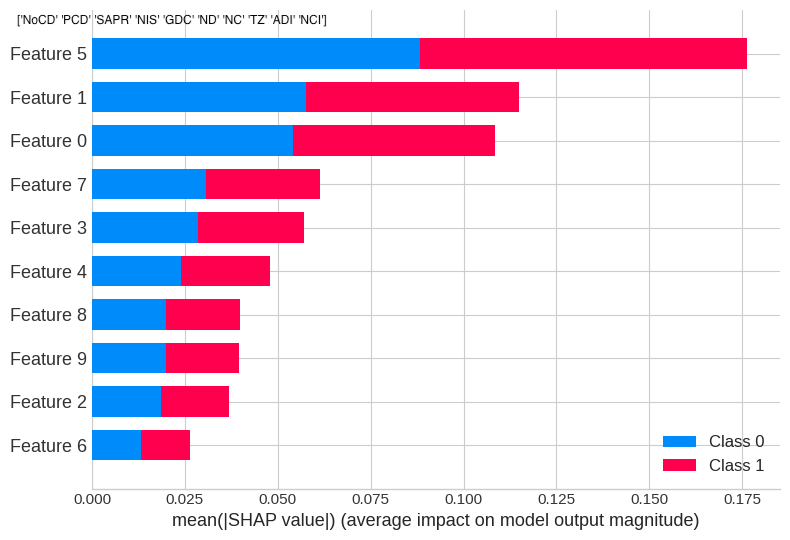 ['NoCD' 'PCD' 'SAPR' 'NIS' 'GDC' 'ND' 'NC' 'TZ' 'ADI' 'NCI']
Feature 5
Feature 1
Feature 0
Feature 7
Feature 3
Feature 4
Feature 8
Feature 9
Feature 2
Feature 6
Class 0
Class 1
0.000 0.025 0.050 0.075 0.100 0.125 0.150 0.175
mean(|SHAP value|) (average impact on model output magnitude)